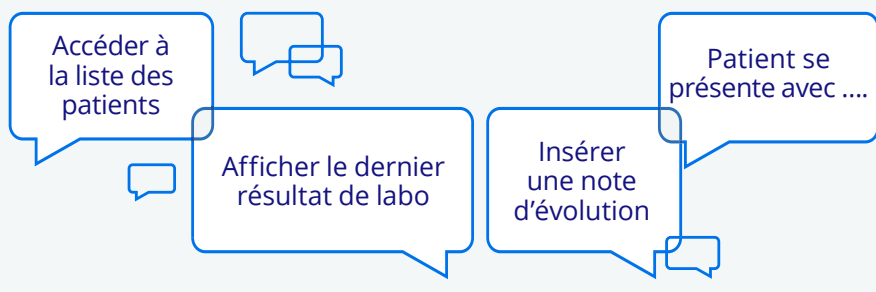 Accéder à
la liste des
patients
Afficher le dernier
résultat de labo
Insérer
une note
d’évolution
Patient se
présente avec ....